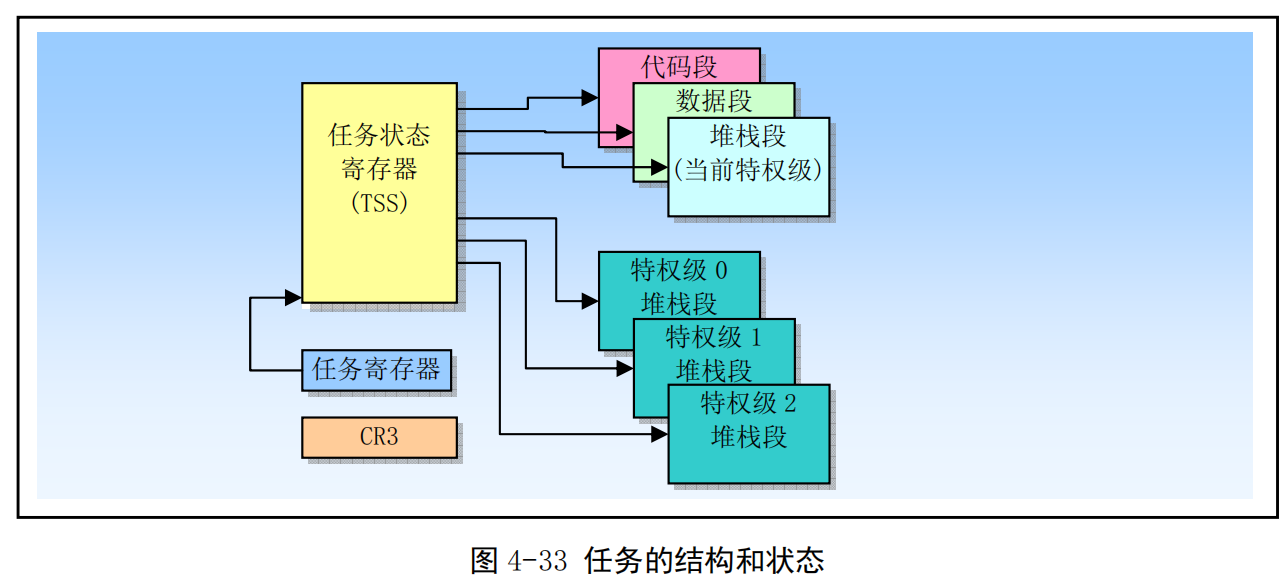 代码段
数据段
堆栈段
(当前特权级)
任务状态
寄存器
(TSS)
特权级 0
堆栈段
特权级 1
堆栈段
特权级 2
堆栈段
任务寄存器
CR3
图 4-33 任务的结构和状态